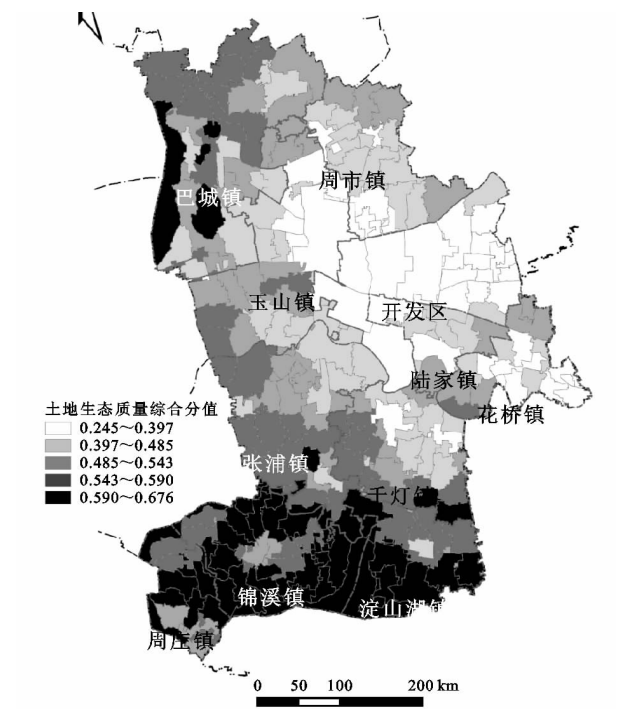 周市镇
巴城镇
玉山镇
开发区
陆家镇
花桥镇
土地生态质量综合分值
0.245～0.397
0.397～0.485
0.485～0.543
0.543～0.590
0.590～0.676
张浦镇
千灯镇
锦溪镇
淀山湖镇
周庄镇
0 50 100 200 km